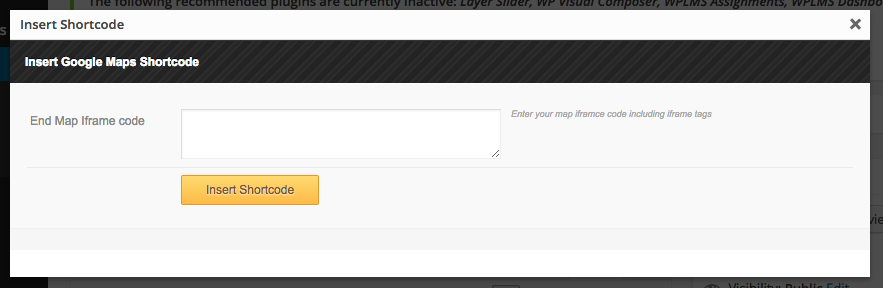 The following recommended plugins are currently inactive: Layer Slider, WP Visual Composer, WPLMS Assignments, WPLMS Dashbo
Insert Shortcode
Insert Google Maps Shortcode
End Map Iframe code
Enter your map iframce code including iframe tags
Insert Shortcode
Visibility: Public Edit